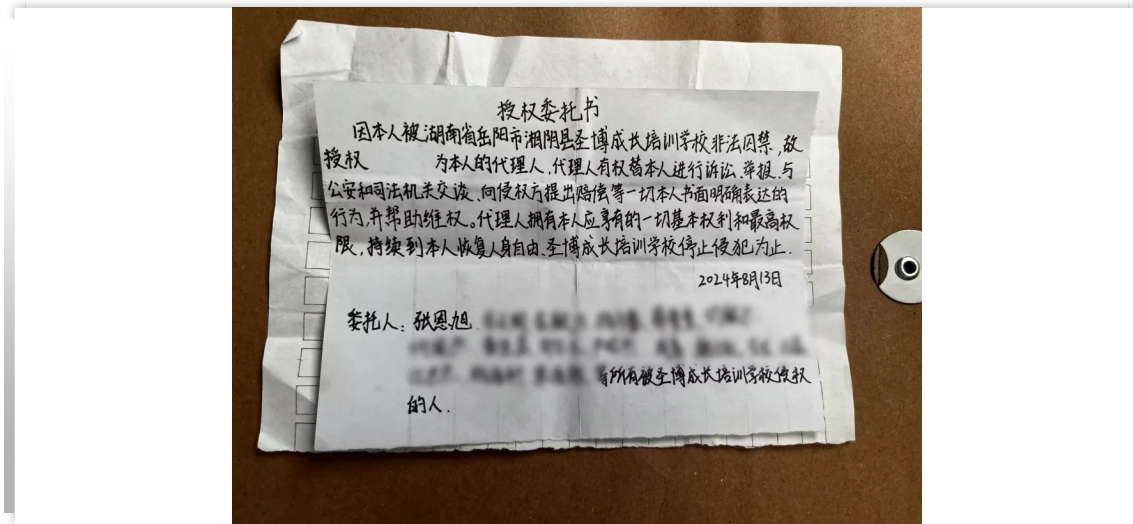 授权委托书
因本人被湖南省岳阳市湘阴县圣博成长培训学校非法囚禁，故
授权 为本人的代理人，代理人有权替本人进行诉讼、举报、与
公安和司法机关交谈、向侵权方提出赔偿等一切本人书面明确表达的
行为，并帮助维权。代理人拥有本人应享有的一切基本权利和最高权
限，持续到本人恢复人身自由、圣博成长培训学校停止侵犯为止.
2024年8月13日
委托人：张恩旭
等所有被圣博成长培训学校侵权
的人.